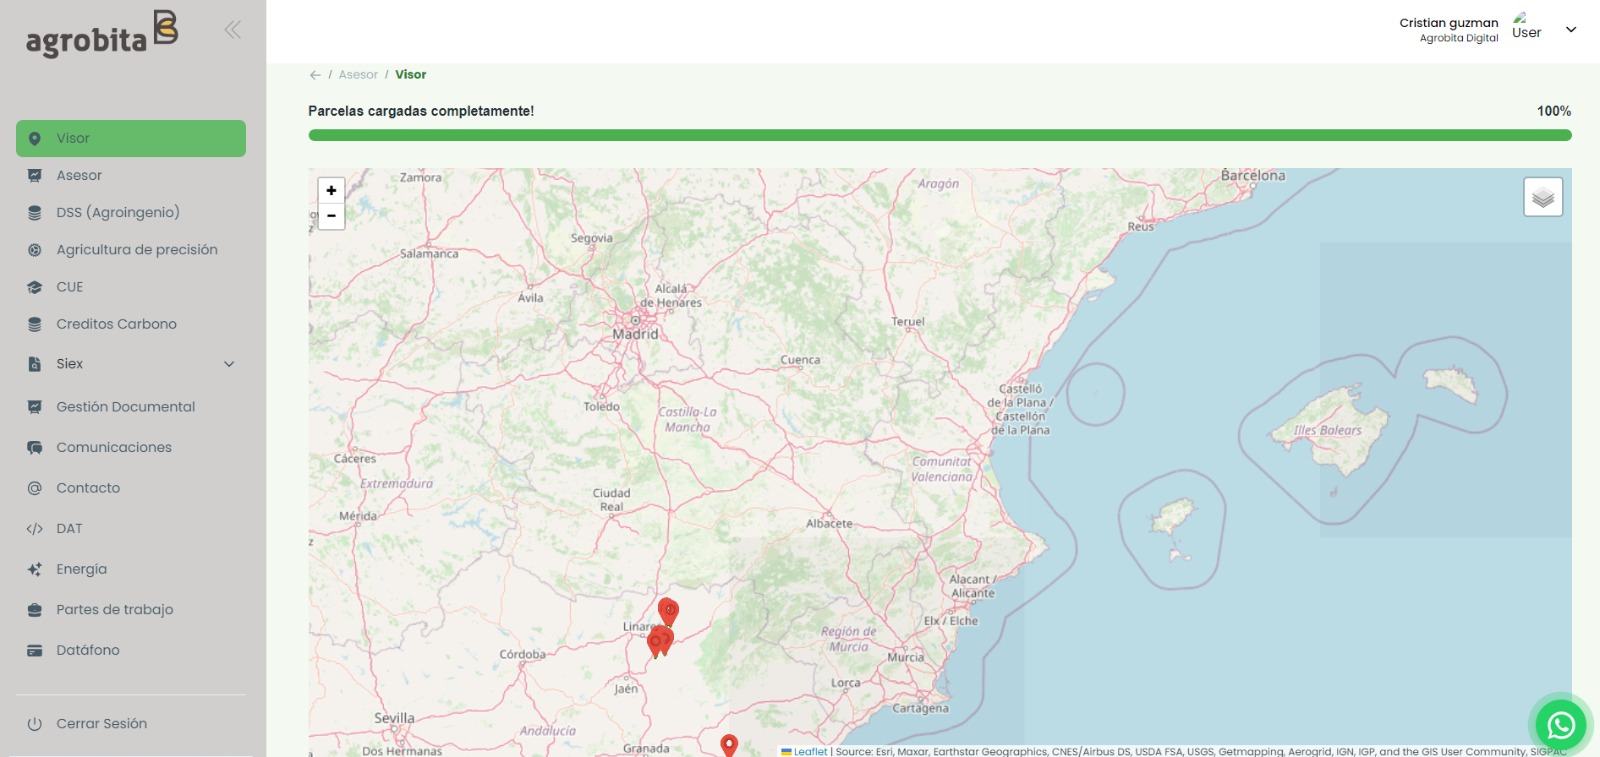 agrobita
Visor
Asesor
DSS (Agroingenio)
Agricultura de precisión
CUE
Creditos Carbono
Siex
Gestión Documental
Comunicaciones
Contacto
DAT
Energía
Partes de trabajo
Datáfono
Cerrar Sesión
Cristian guzman
Agrobita Digital
User
← / Asesor / Visor
Parcelas cargadas completamente!
100%
+
−
Zamora
Aragón
Barcelona
Reus
Segovia
Salamanca
Ávila
Alcalá
de Henares
Madrid
Teruel
Cuenca
Toledo
Castilla-La
Mancha
Castelló
de la Plana /
Castellón
de la Plana
Illes Balears
Cáceres
Extremadura
Comunitat
Valenciana
Ciudad
Real
Mérida
Albacete
Alacant /
Alicante
Elx / Elche
Linares
Región de
Murcia
Murcia
Córdoba
Jaén
Lorca
Cartagena
Sevilla
Andalucía
Granada
Dos Hermanas
Leaflet | Source: Esri, Maxar, Earthstar Geographics, CNES/Airbus DS, USDA FSA, USGS, Getmapping, Aerogrid, IGN, IGP, and the GIS User Community, SIGPAC